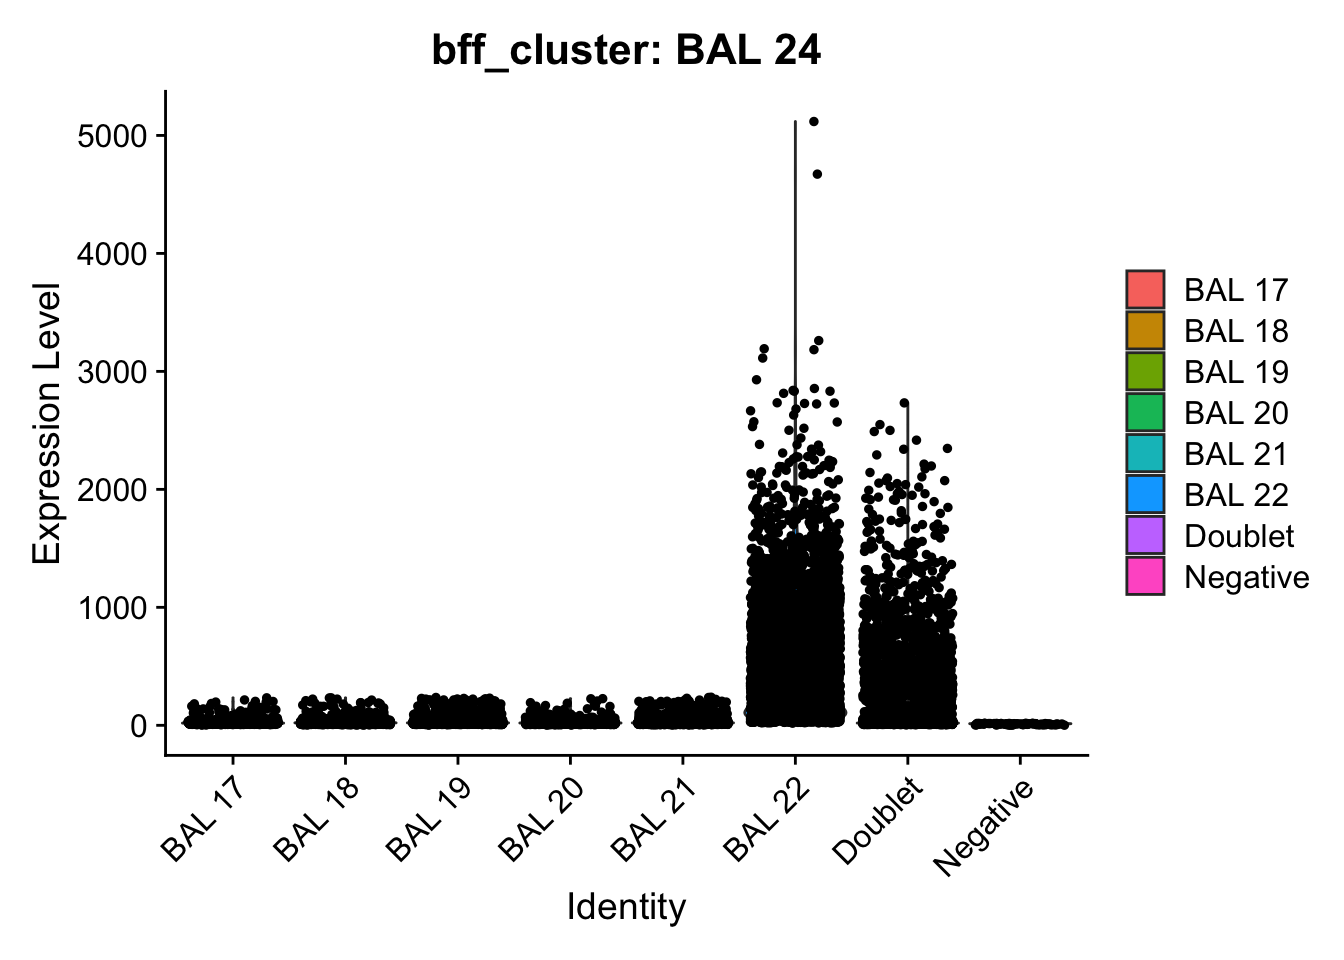 bff_cluster: BAL 24
5000
4000
3000
2000
1000
0
Expression Level
BAL 17
BAL 18
BAL 19
BAL 20
BAL 21
BAL 22
Doublet
Negative
Identity
BAL 17
BAL 18
BAL 19
BAL 20
BAL 21
BAL 22
Doublet
Negative